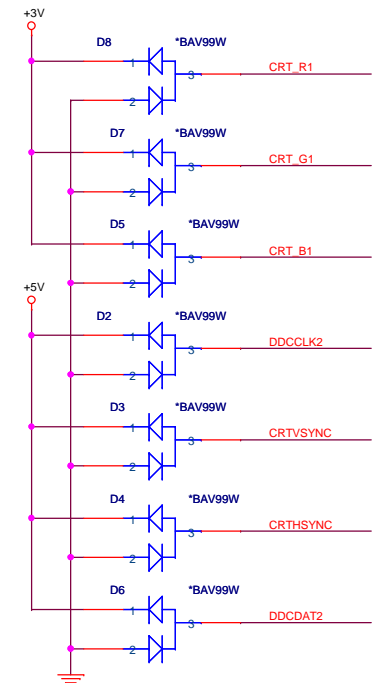 +3V
D8 *BAV99W
1
3 CRT_R1
2
D7 *BAV99W
1
3 CRT_G1
2
D5 *BAV99W
1
3 CRT_B1
2
+5V
D2 *BAV99W
1
3 DDCCLK2
2
D3 *BAV99W
1
3 CRTVSYNC
2
D4 *BAV99W
1
3 CRTHSYNC
2
D6 *BAV99W
1
3 DDCDAT2
2